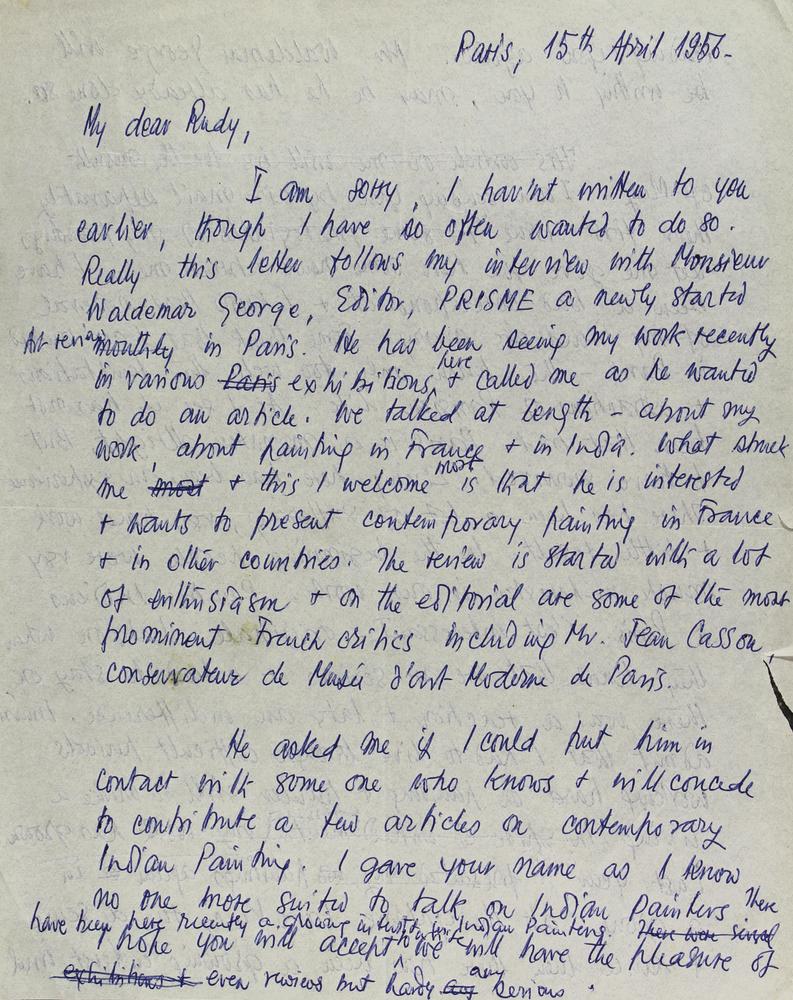 Paris, 15th April 1956-
My dear Rudy,
I am sorry, I hav'nt written to you
earlier, though I have so often wanted to do so.
Really this letter follows my interview with Monsieur
Waldemar George, Editor, PRISME a newly started
Art review monthly in Paris. He has been seeing my work recently
in various Paris exhibitions, here + called me as he wanted
to do an article. We talked at length - about my
work, about painting in France + in India. What struck
me most + this I welcome most is that he is interested
+ wants to present contemporary painting in France
+ in other countries. The review is started with a lot
of enthusiasm + on the editorial are some of the most
prominent French critics including Mr. Jean Cassou,
conservateur de Musée d'art Moderne de Paris.
He asked me if I could put him in
contact with some one who knows + will concede
to contribute a few articles on contemporary
Indian Painting I gave your name as I know
no one more suited to talk on Indian Painters There
have been here recently a growing interest in Indian Painting. There were several
I hope you will accept we will have the pleasure of
exhibitions + even reviews but hardly any any serious.